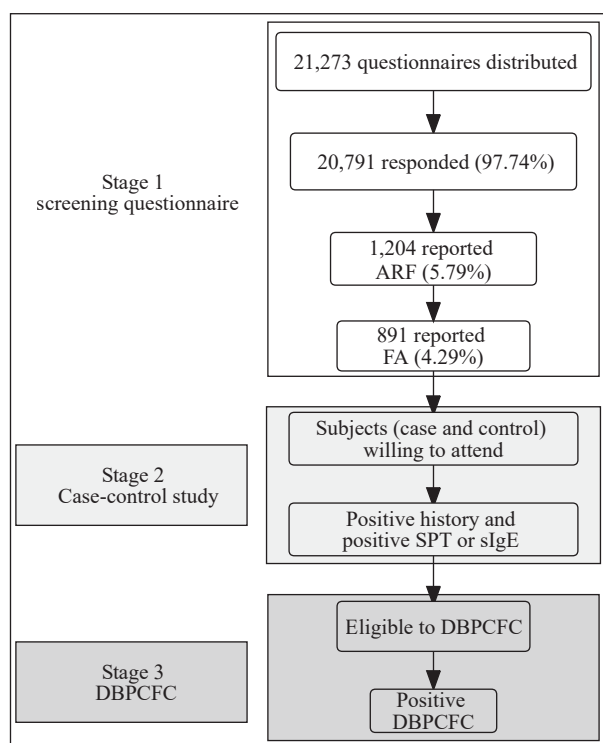 21,273 questionnaires distributed
20,791 responded (97.74%)
Stage 1
screening questionnaire
1,204 reported
ARF (5.79%)
891 reported
FA (4.29%)
Subjects (case and control)
willing to attend
Stage 2
Case-control study
Positive history and
positive SPT or sIgE
Eligible to DBPCFC
Stage 3
DBPCFC
Positive
DBPCFC